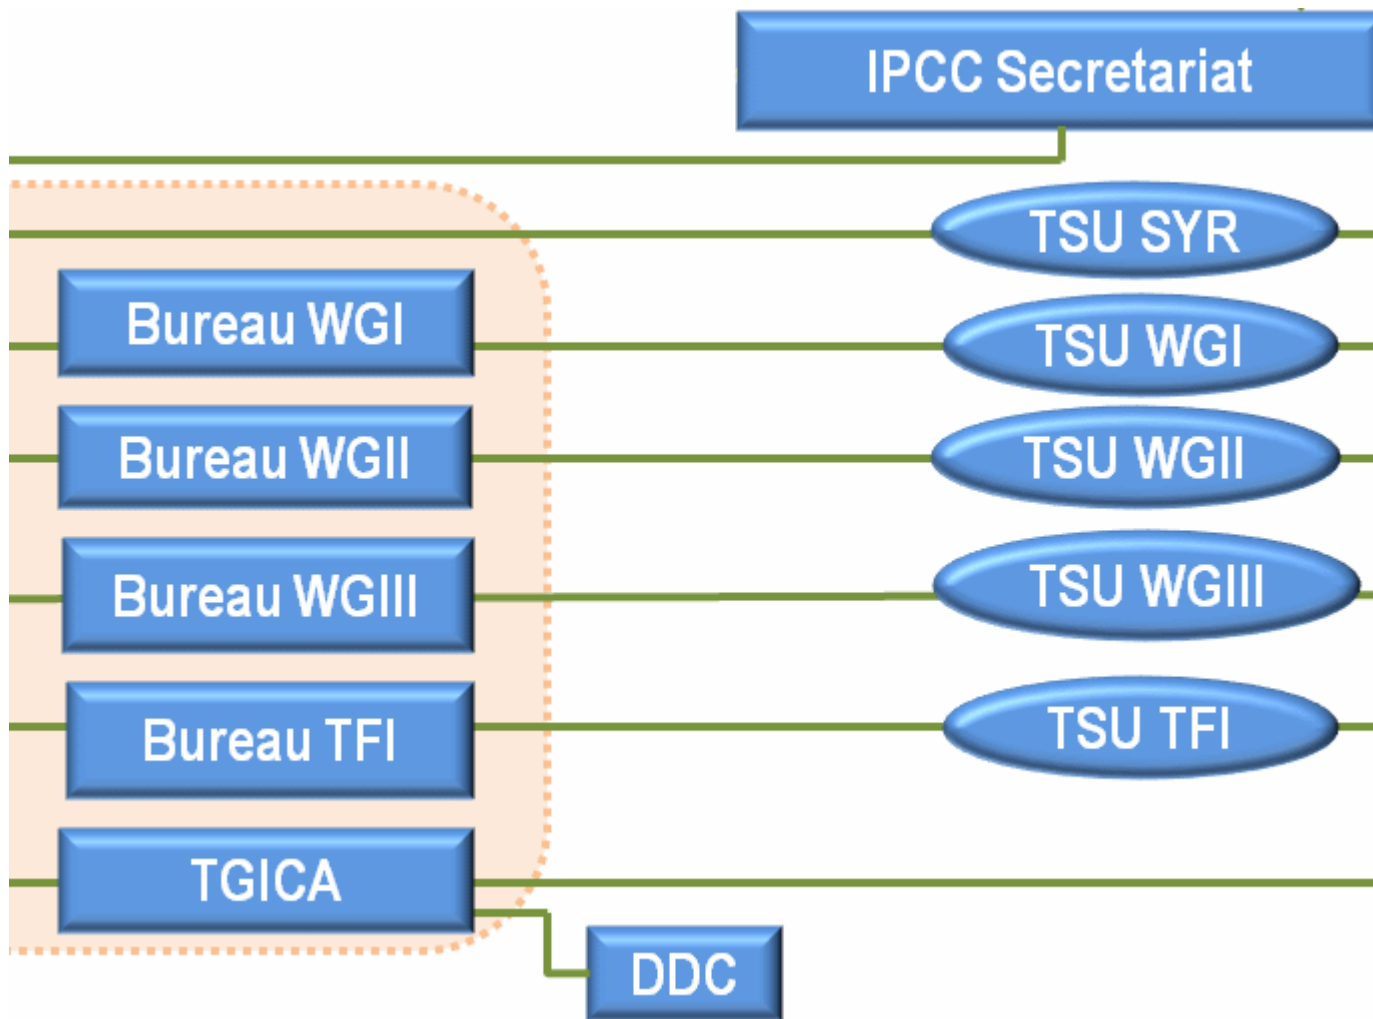 IPCC Secretariat
TSU SYR
Bureau WGI
TSU WGI
Bureau WGII
TSU WGII
Bureau WGIII
TSU WGIII
Bureau TFI
TSU TFI
TGICA
DDC